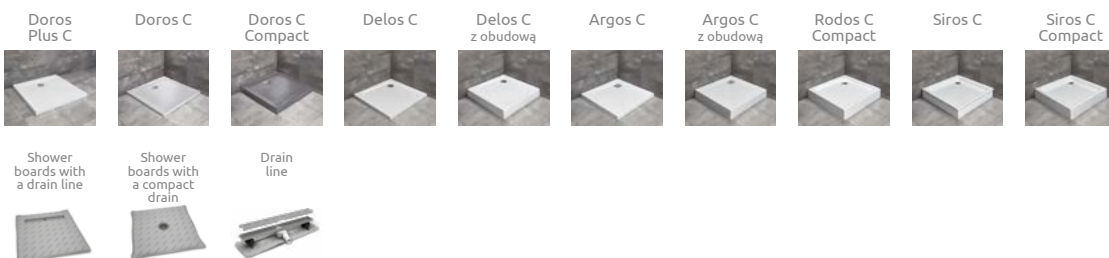 Doros
Plus C
Doros C
Doros C
Compact
Delos C
Delos C
z obudową
Argos C
Argos C
z obudową
Rodos C
Compact
Siros C
Siros C
Compact
Shower
boards with
a drain line
Shower
boards with
a compact
drain
Drain
line